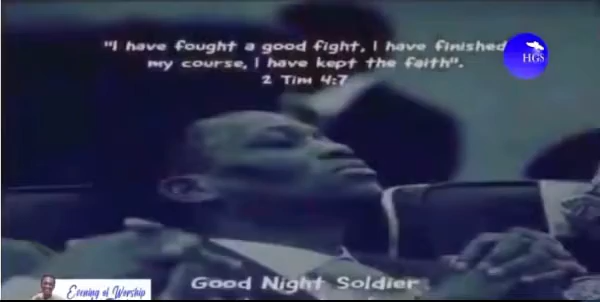 "I have fought a good fight, I have finished
my course, I have kept the faith".
2 Tim 4:7
HGS
Good Night Soldier
Evening of Worship